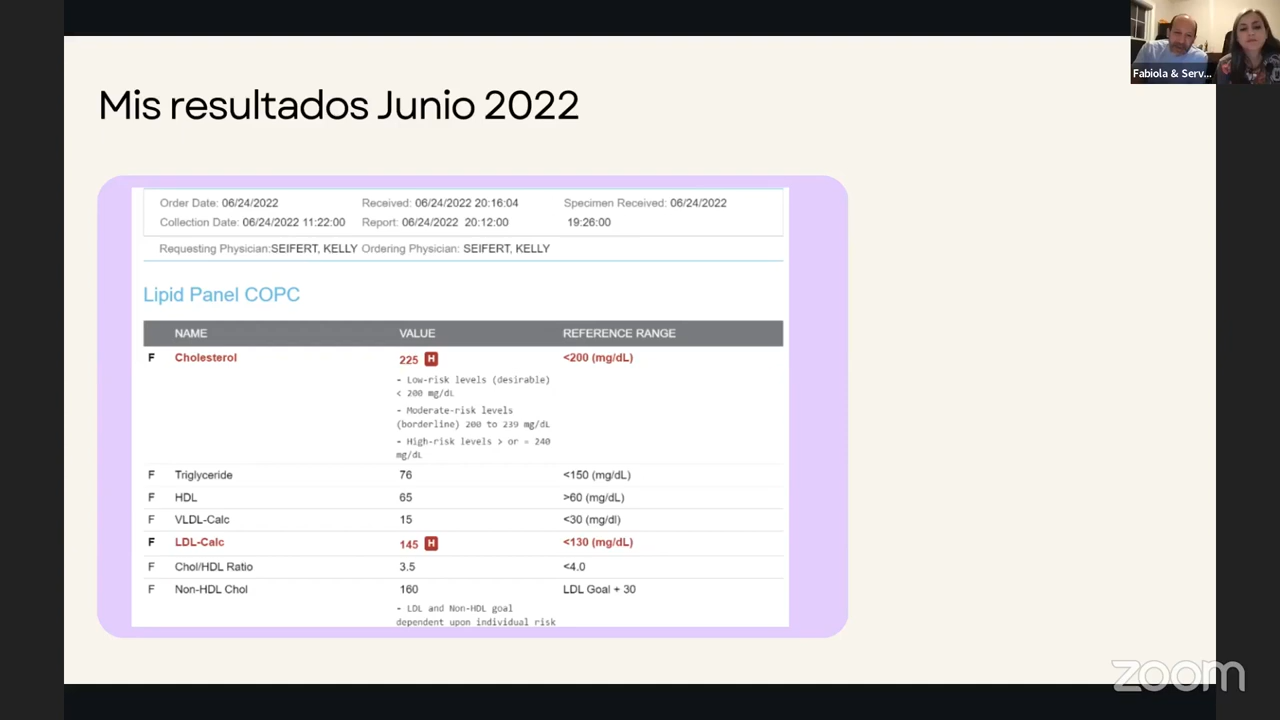 Mis resultados Junio 2022
Fabiola & Serv...
Order Date: 06/24/2022 Received: 06/24/2022 20:16:04 Specimen Received: 06/24/2022
Collection Date: 06/24/2022 11:22:00 Report: 06/24/2022 20:12:00 19:26:00
Requesting Physician:SEIFERT, KELLY Ordering Physician: SEIFERT, KELLY
Lipid Panel COPC
NAME VALUE REFERENCE RANGE
F Cholesterol 225 H <200 (mg/dL)
- Low-risk levels (desirable)
< 200 mg/dL
- Moderate-risk levels
(borderline) 200 to 239 mg/dL
- High-risk levels > or = 240
mg/dL
F Triglyceride 76 <150 (mg/dL)
F HDL 65 >60 (mg/dL)
F VLDL-Calc 15 <30 (mg/dl)
F LDL-Calc 145 H <130 (mg/dL)
F Chol/HDL Ratio 3.5 <4.0
F Non-HDL Chol 160 LDL Goal + 30
- LDL and Non-HDL goal
dependent upon individual risk
zoom